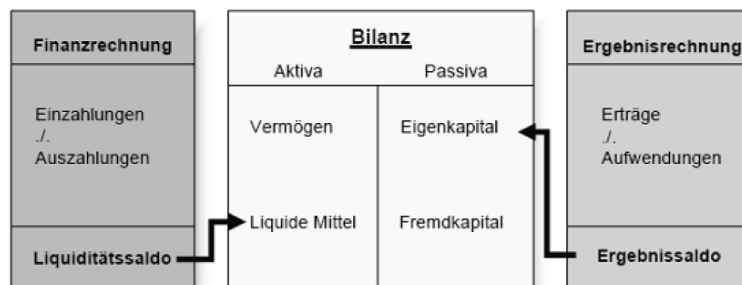 Finanzrechnung
Einzahlungen
./.
Auszahlungen
Liquiditätssaldo
Bilanz
Aktiva Passiva
Vermögen Eigenkapital
Liquide Mittel Fremdkapital
Ergebnisrechnung
Erträge
./.
Aufwendungen
Ergebnissaldo